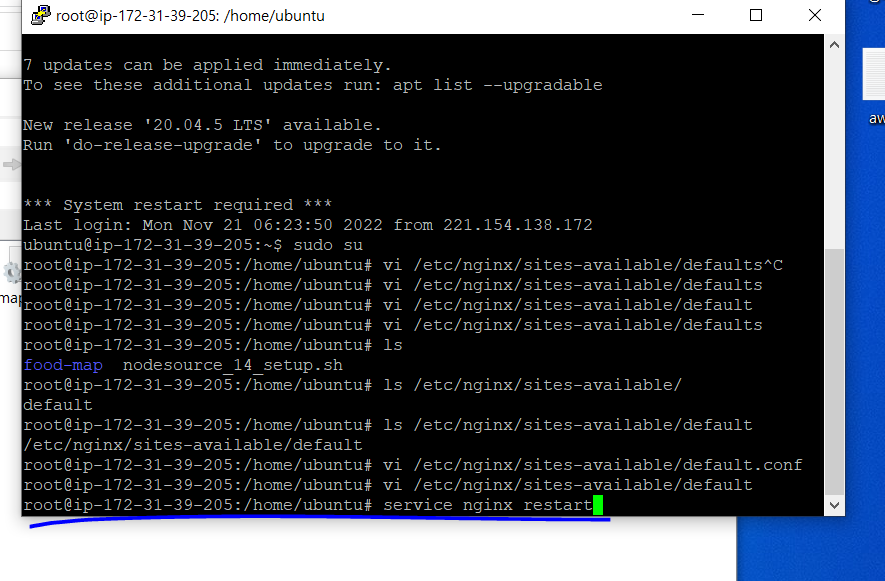 root@ip-172-31-39-205: /home/ubuntu
7 updates can be applied immediately.
To see these additional updates run: apt list --upgradable
New release '20.04.5 LTS' available.
Run 'do-release-upgrade' to upgrade to it.
*** System restart required ***
Last login: Mon Nov 21 06:23:50 2022 from 221.154.138.172
ubuntu@ip-172-31-39-205:~$ sudo su
root@ip-172-31-39-205:/home/ubuntu# vi /etc/nginx/sites-available/defaults^C
root@ip-172-31-39-205:/home/ubuntu# vi /etc/nginx/sites-available/defaults
root@ip-172-31-39-205:/home/ubuntu# vi /etc/nginx/sites-available/default
root@ip-172-31-39-205:/home/ubuntu# vi /etc/nginx/sites-available/defaults
root@ip-172-31-39-205:/home/ubuntu# ls
food-map  nodesource_14_setup.sh
root@ip-172-31-39-205:/home/ubuntu# ls /etc/nginx/sites-available/
default
root@ip-172-31-39-205:/home/ubuntu# ls /etc/nginx/sites-available/default
/etc/nginx/sites-available/default
root@ip-172-31-39-205:/home/ubuntu# vi /etc/nginx/sites-available/default.conf
root@ip-172-31-39-205:/home/ubuntu# vi /etc/nginx/sites-available/default
root@ip-172-31-39-205:/home/ubuntu# service nginx restart